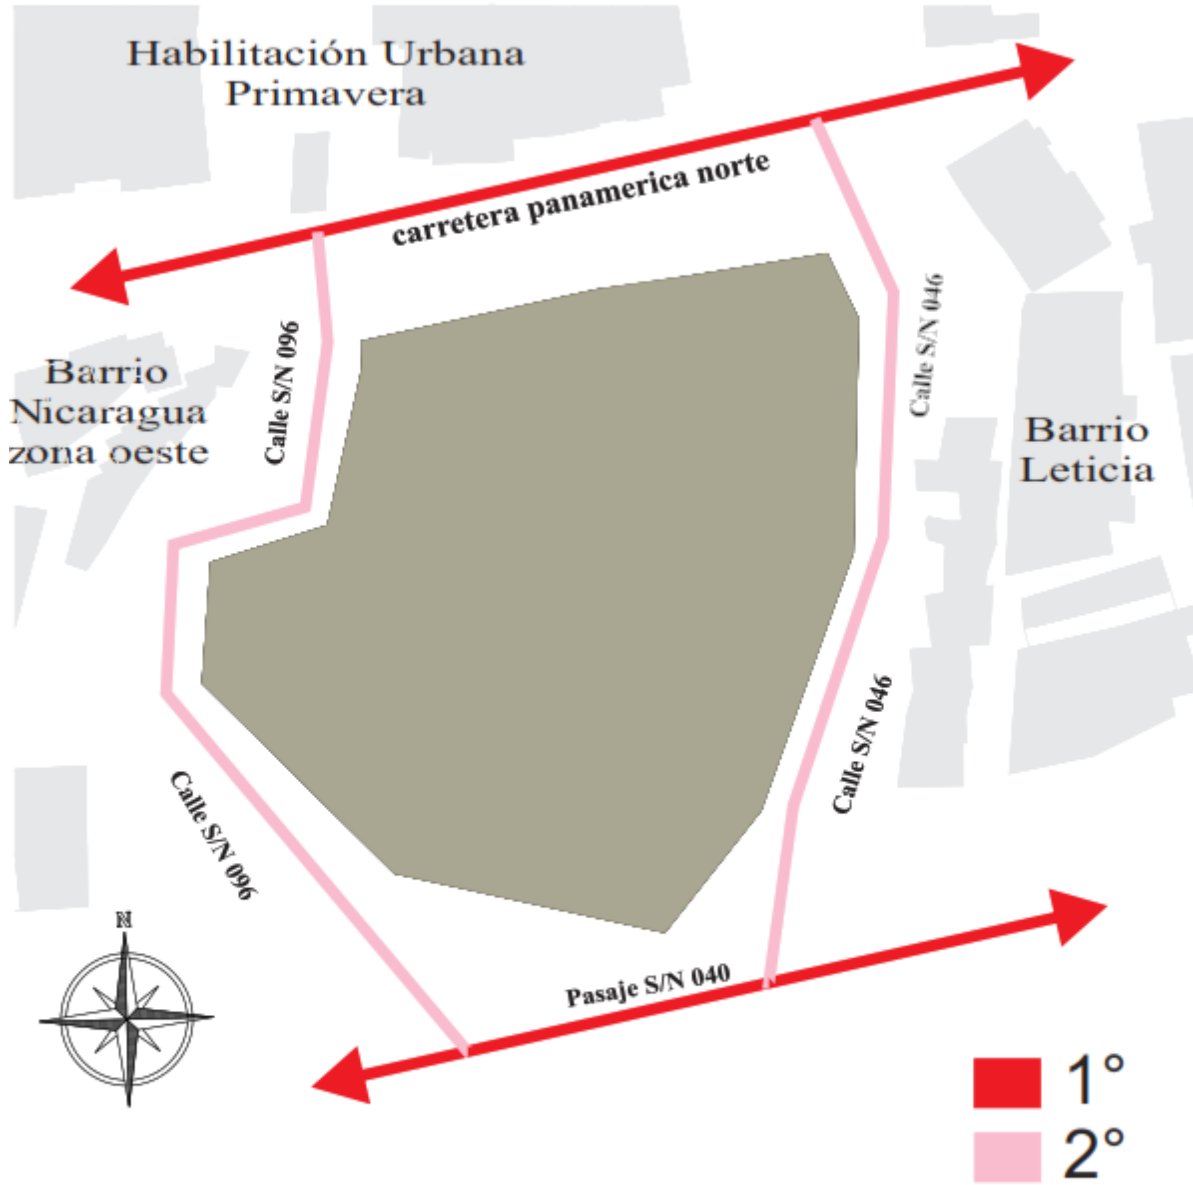 Habilitación Urbana
Primavera
carretera panamerica norte
Calle S/N 096
Calle S/N 046
Barrio
Nicaragua
zona oeste
Barrio
Leticia
Calle S/N 046
Calle S/N 096
N
Pasaje S/N 040
1°
2°